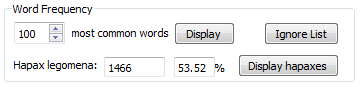 Word Frequency
100 most common words Display Ignore List
Hapax legomena: 1466 53.52 % Display hapaxes